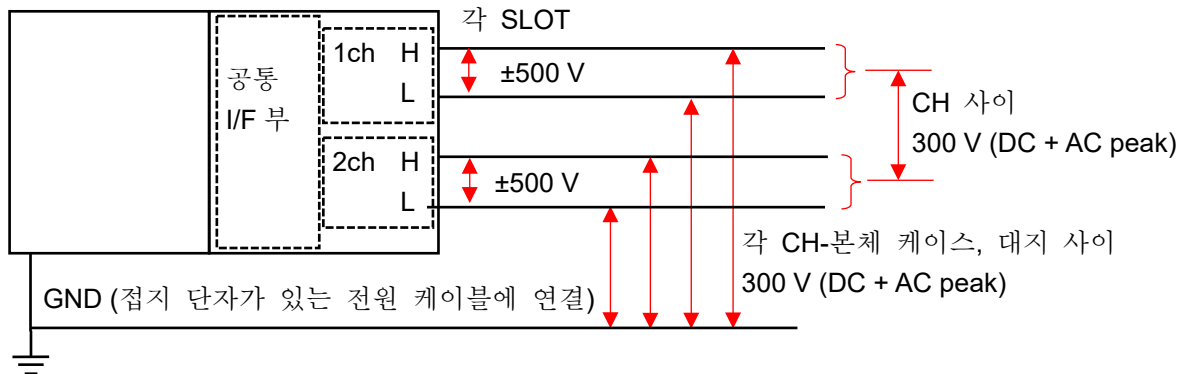 각 SLOT
공통
I/F 부
1ch H
L
±500 V
2ch H
L
±500 V
CH 사이
300 V (DC + AC peak)
각 CH-본체 케이스, 대지 사이
300 V (DC + AC peak)
GND (접지 단자가 있는 전원 케이블에 연결)